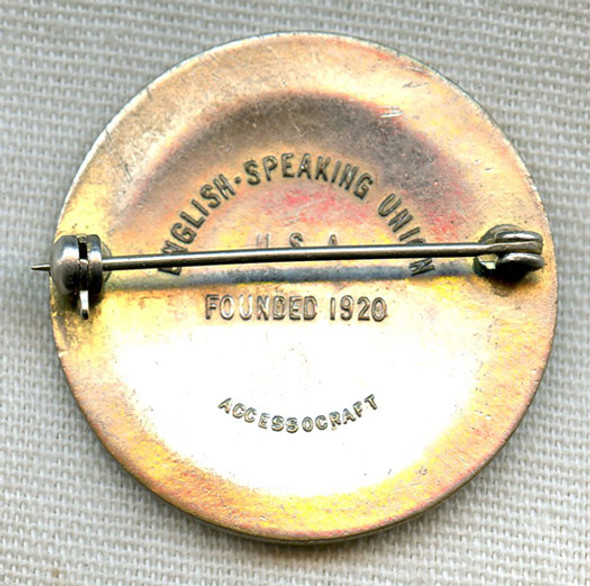 ENGLISH-SPEAKING UNION
U.S.A.
FOUNDED 1920
ACCESSOCRAFT